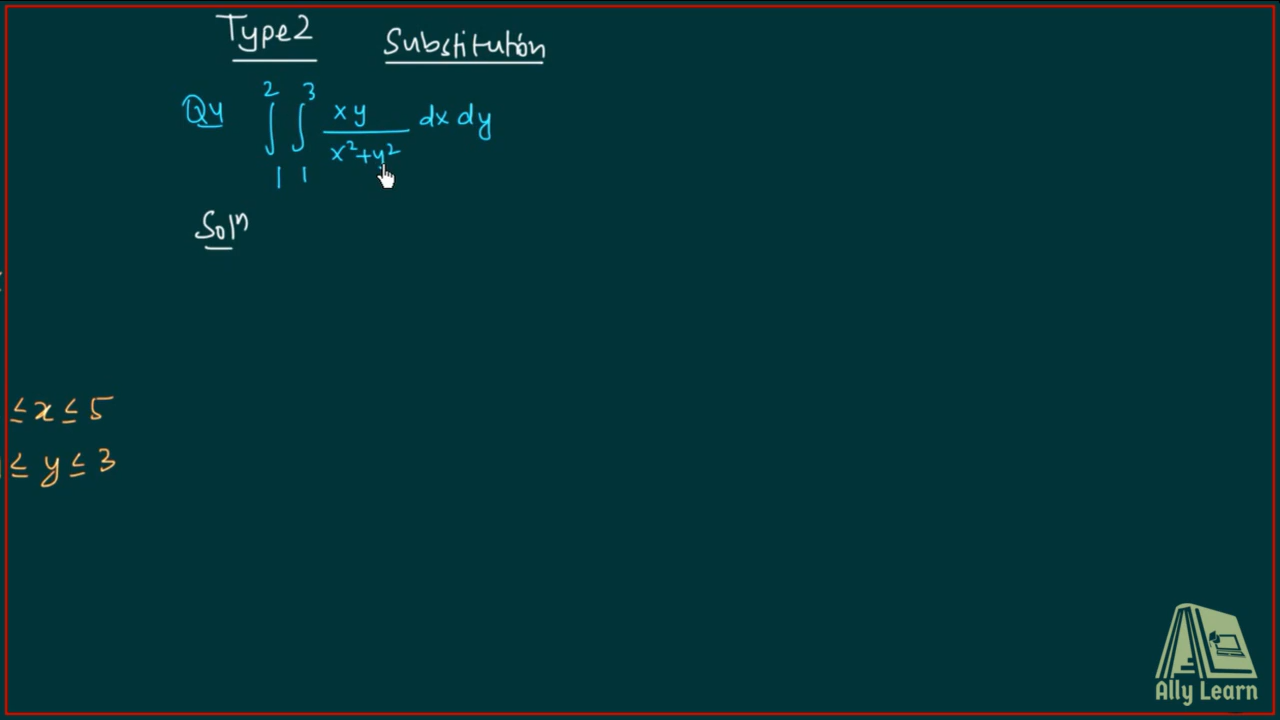 Type2 Substitution
Q4 ∫₁² ∫₁³ xy / x²+y² dx dy
Solⁿ
≤ x ≤ 5
≤ y ≤ 3
Ally Learn